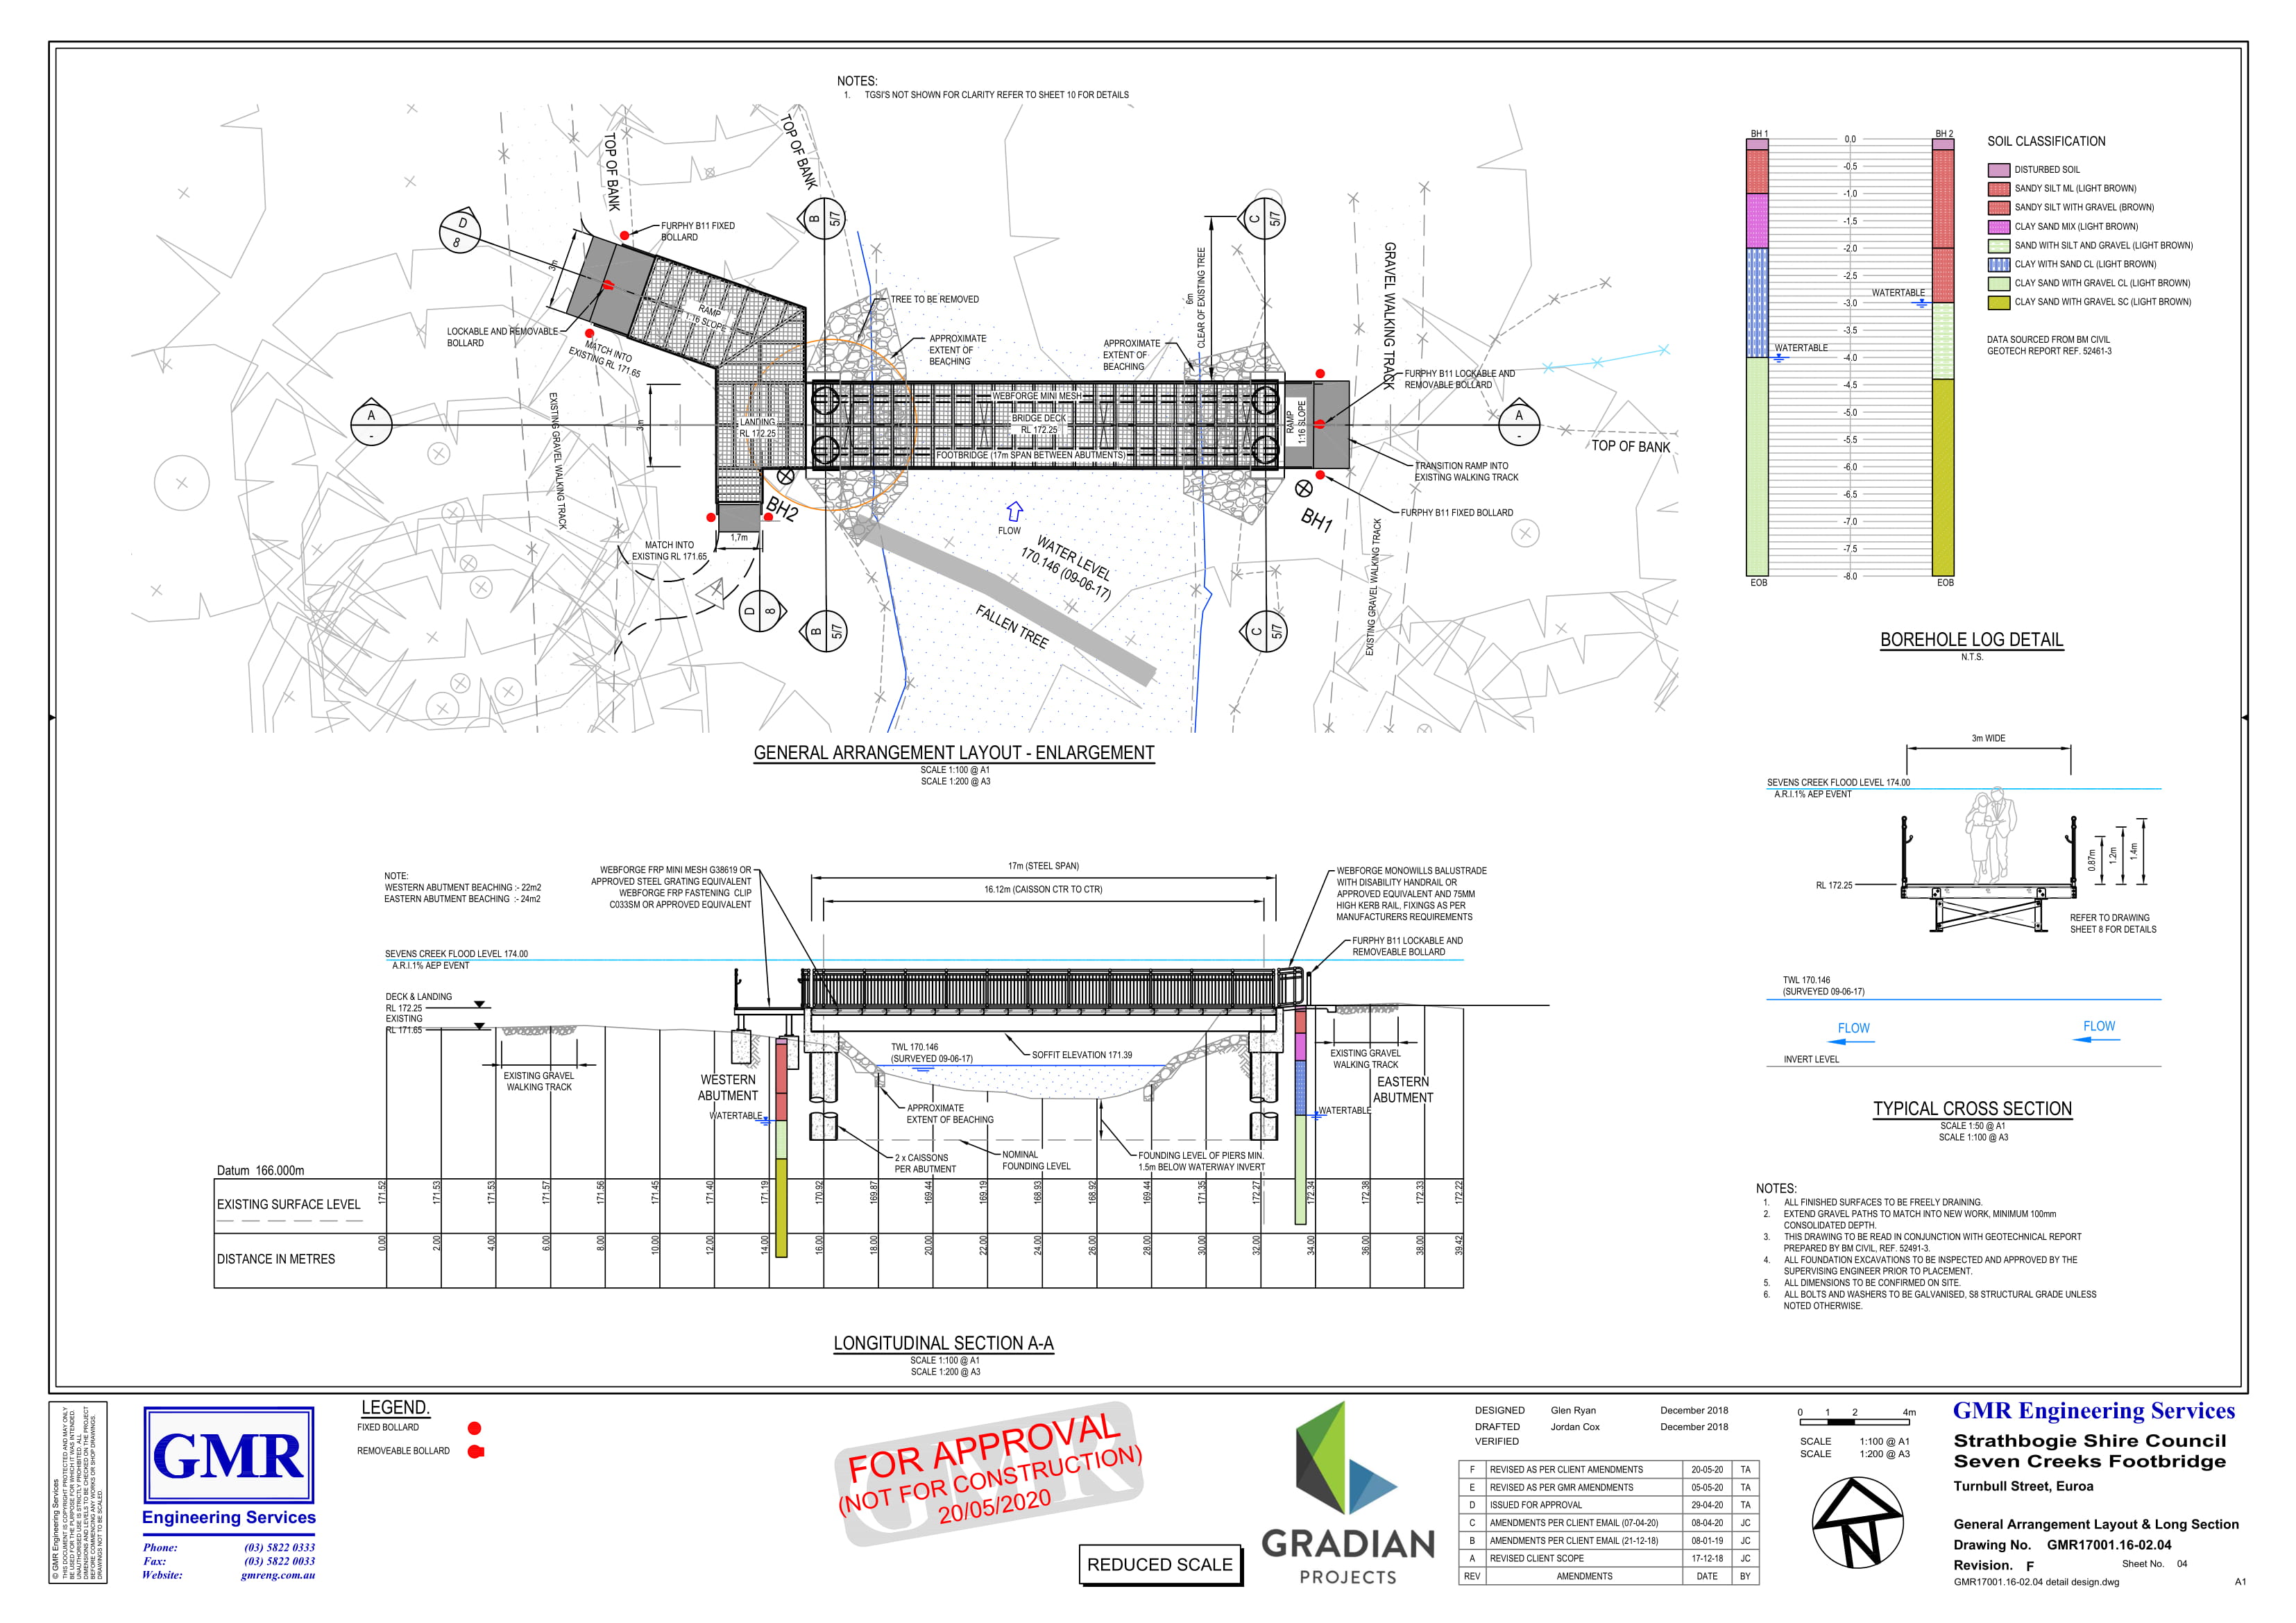 NOTES:
1. TGSI'S NOT SHOWN FOR CLARITY REFER TO SHEET 10 FOR DETAILS
TOP OF BANK
TOP OF BANK
D
8
B
5/7
C
5/7
FURPHY B11 FIXED
BOLLARD
3m
RAMP
1:16 SLOPE
LOCKABLE AND REMOVABLE
BOLLARD
MATCH INTO
EXISTING RL 171.65
TREE TO BE REMOVED
APPROXIMATE
EXTENT OF
BEACHING
APPROXIMATE
EXTENT OF
BEACHING
6m
CLEAR OF EXISTING TREE
GRAVEL WALKING TRACK
FURPHY B11 LOCKABLE AND
REMOVABLE BOLLARD
A
-
EXISTING GRAVEL WALKING TRACK
3m
LANDING
RL 172.25
WEBFORGE MINI MESH
BRIDGE DECK
RL 172.25
FOOTBRIDGE (17m SPAN BETWEEN ABUTMENTS)
RAMP
1:16 SLOPE
A
-
TOP OF BANK
TRANSITION RAMP INTO
EXISTING WALKING TRACK
BH2
BH1
FURPHY B11 FIXED BOLLARD
1,7m
MATCH INTO
EXISTING RL 171.65
FLOW
WATER LEVEL
170.146 (09-06-17)
FALLEN TREE
EXISTING GRAVEL WALKING TRACK
D
8
B
5/7
C
5/7
GENERAL ARRANGEMENT LAYOUT - ENLARGEMENT
SCALE 1:100 @ A1
SCALE 1:200 @ A3
BH 1
BH 2
0.0
-0.5
-1.0
-1.5
-2.0
-2.5
-3.0
-3.5
-4.0
-4.5
-5.0
-5.5
-6.0
-6.5
-7.0
-7.5
-8.0
WATERTABLE
WATERTABLE
EOB
EOB
SOIL CLASSIFICATION
DISTURBED SOIL
SANDY SILT ML (LIGHT BROWN)
SANDY SILT WITH GRAVEL (BROWN)
CLAY SAND MIX (LIGHT BROWN)
SAND WITH SILT AND GRAVEL (LIGHT BROWN)
CLAY WITH SAND CL (LIGHT BROWN)
CLAY SAND WITH GRAVEL CL (LIGHT BROWN)
CLAY SAND WITH GRAVEL SC (LIGHT BROWN)
DATA SOURCED FROM BM CIVIL
GEOTECH REPORT REF. 52461-3
BOREHOLE LOG DETAIL
N.T.S.
3m WIDE
SEVENS CREEK FLOOD LEVEL 174.00
A.R.I.1% AEP EVENT
0.87m
1.2m
1.4m
RL 172.25
REFER TO DRAWING
SHEET 8 FOR DETAILS
TWL 170.146
(SURVEYED 09-06-17)
FLOW
FLOW
INVERT LEVEL
TYPICAL CROSS SECTION
SCALE 1:50 @ A1
SCALE 1:100 @ A3
NOTE:
WESTERN ABUTMENT BEACHING :- 22m2
EASTERN ABUTMENT BEACHING :- 24m2
WEBFORGE FRP MINI MESH G38619 OR
APPROVED STEEL GRATING EQUIVALENT
WEBFORGE FRP FASTENING CLIP
C033SM OR APPROVED EQUIVALENT
17m (STEEL SPAN)
16.12m (CAISSON CTR TO CTR)
WEBFORGE MONOWILLS BALUSTRADE
WITH DISABILITY HANDRAIL OR
APPROVED EQUIVALENT AND 75MM
HIGH KERB RAIL, FIXINGS AS PER
MANUFACTURERS REQUIREMENTS
FURPHY B11 LOCKABLE AND
REMOVEABLE BOLLARD
SEVENS CREEK FLOOD LEVEL 174.00
A.R.I.1% AEP EVENT
DECK & LANDING
RL 172.25
EXISTING
RL 171.65
EXISTING GRAVEL
WALKING TRACK
WESTERN
ABUTMENT
WATERTABLE
TWL 170.146
(SURVEYED 09-06-17)
SOFFIT ELEVATION 171.39
APPROXIMATE
EXTENT OF BEACHING
2 x CAISSONS
PER ABUTMENT
NOMINAL
FOUNDING LEVEL
FOUNDING LEVEL OF PIERS MIN.
1.5m BELOW WATERWAY INVERT
EXISTING GRAVEL
WALKING TRACK
EASTERN
ABUTMENT
WATERTABLE
Datum 166.000m
EXISTING SURFACE LEVEL
171.52 171.53 171.53 171.57 171.56 171.45 171.40 171.19 170.92 169.87 169.44 169.19 168.93 168.92 169.44 171.35 172.27 172.34 172.38 172.33 172.22
DISTANCE IN METRES
0.00 2.00 4.00 6.00 8.00 10.00 12.00 14.00 16.00 18.00 20.00 22.00 24.00 26.00 28.00 30.00 32.00 34.00 36.00 38.00 39.42
LONGITUDINAL SECTION A-A
SCALE 1:100 @ A1
SCALE 1:200 @ A3
NOTES:
1. ALL FINISHED SURFACES TO BE FREELY DRAINING.
2. EXTEND GRAVEL PATHS TO MATCH INTO NEW WORK, MINIMUM 100mm
CONSOLIDATED DEPTH.
3. THIS DRAWING TO BE READ IN CONJUNCTION WITH GEOTECHNICAL REPORT
PREPARED BY BM CIVIL, REF. 52491-3.
4. ALL FOUNDATION EXCAVATIONS TO BE INSPECTED AND APPROVED BY THE
SUPERVISING ENGINEER PRIOR TO PLACEMENT.
5. ALL DIMENSIONS TO BE CONFIRMED ON SITE.
6. ALL BOLTS AND WASHERS TO BE GALVANISED, S8 STRUCTURAL GRADE UNLESS
NOTED OTHERWISE.
© GMR Engineering Services
THIS DOCUMENT IS COPYRIGHT PROTECTED AND MAY ONLY
BE USED FOR THE PURPOSE FOR WHICH IT WAS INTENDED.
UNAUTHORISED USE IS STRICTLY PROHIBITED. ALL
DIMENSIONS AND LEVELS TO BE CHECKED ON THE PROJECT
BEFORE COMMENCING ANY WORKS OR SHOP DRAWINGS.
DRAWINGS NOT TO BE SCALED.
GMR
Engineering Services
Phone: (03) 5822 0333
Fax: (03) 5822 0033
Website: gmreng.com.au
LEGEND.
FIXED BOLLARD
REMOVEABLE BOLLARD
GMR
FOR APPROVAL
(NOT FOR CONSTRUCTION)
20/05/2020
REDUCED SCALE
GRADIAN
PROJECTS
DESIGNED Glen Ryan December 2018
DRAFTED Jordan Cox December 2018
VERIFIED
F REVISED AS PER CLIENT AMENDMENTS 20-05-20 TA
E REVISED AS PER GMR AMENDMENTS 05-05-20 TA
D ISSUED FOR APPROVAL 29-04-20 TA
C AMENDMENTS PER CLIENT EMAIL (07-04-20) 08-04-20 JC
B AMENDMENTS PER CLIENT EMAIL (21-12-18) 08-01-19 JC
A REVISED CLIENT SCOPE 17-12-18 JC
REV AMENDMENTS DATE BY
0 1 2 4m
SCALE 1:100 @ A1
SCALE 1:200 @ A3
N
GMR Engineering Services
Strathbogie Shire Council
Seven Creeks Footbridge
Turnbull Street, Euroa
General Arrangement Layout & Long Section
Drawing No. GMR17001.16-02.04
Revision. F Sheet No. 04
GMR17001.16-02.04 detail design.dwg A1